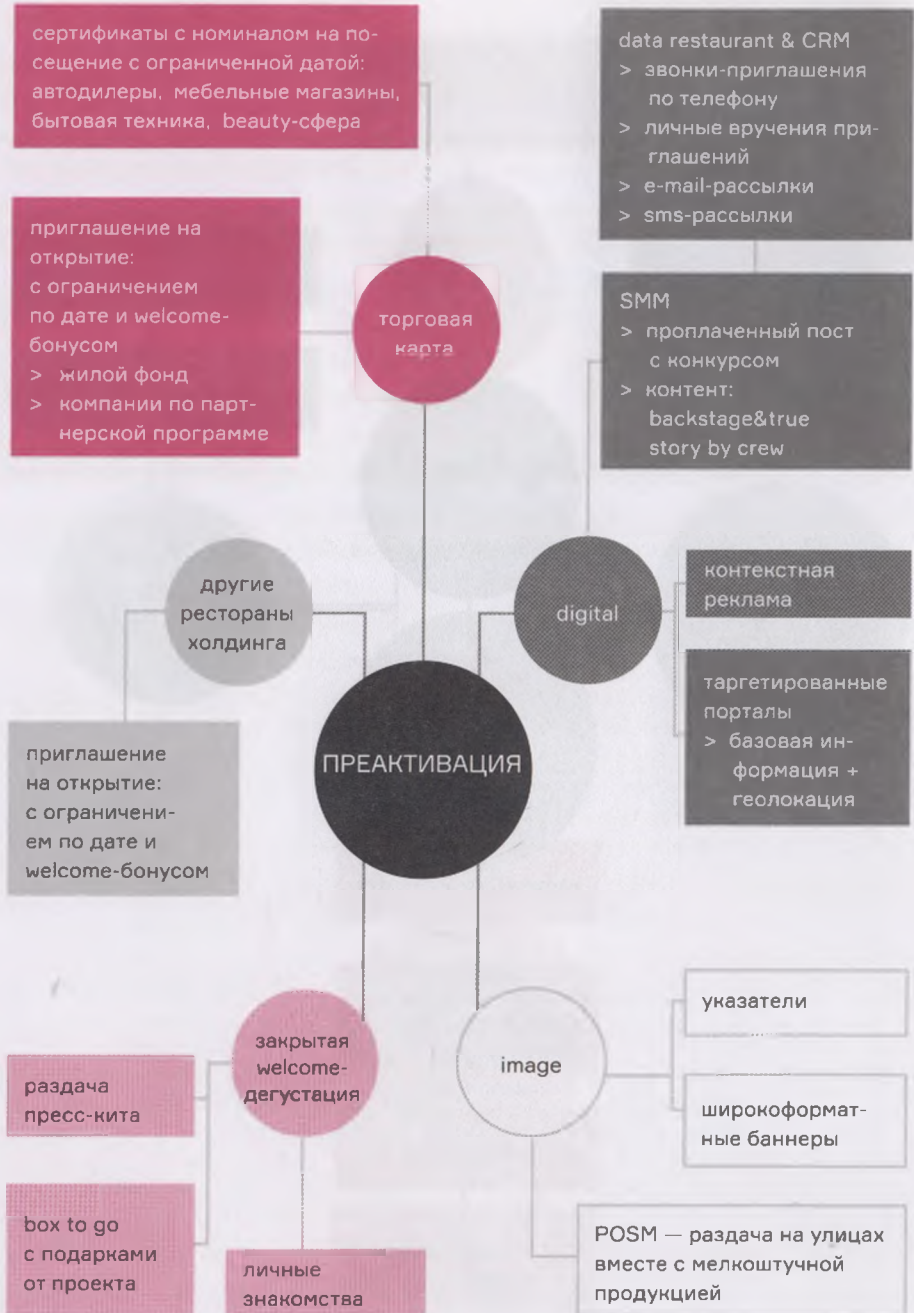 сертификаты с номиналом на по-
сещение с ограниченной датой:
автодилеры, мебельные магазины,
бытовая техника, beauty-сфера
data restaurant & CRM
> звонки-приглашения
по телефону
> личные вручения при-
глашений
> e-mail-рассылки
> sms-рассылки
приглашение на
открытие:
с ограничением
по дате и welcome-
бонусом
> жилой фонд
> компании по парт-
нерской программе
торговая
карта
SMM
> проплаченный пост
с конкурсом
> контент:
backstage&true
story by crew
другие
рестораны
холдинга
digital
контекстная
реклама
таргетированные
порталы
> базовая ин-
формация +
геолокация
ПРЕАКТИВАЦИЯ
приглашение
на открытие:
с ограничени-
ем по дате и
welcome-бонусом
закрытая
welcome-
дегустация
image
указатели
широкоформат-
ные баннеры
раздача
пресс-кита
box to go
с подарками
от проекта
личные
знакомства
POSM — раздача на улицах
вместе с мелкоштучной
продукцией